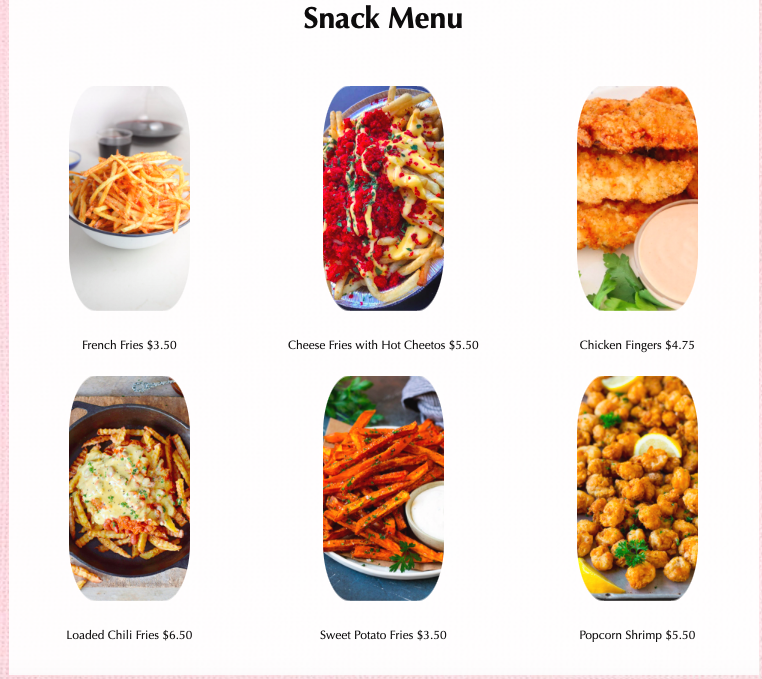 Snack Menu
French Fries $3.50
Cheese Fries with Hot Cheetos $5.50
Chicken Fingers $4.75
Loaded Chili Fries $6.50
Sweet Potato Fries $3.50
Popcorn Shrimp $5.50